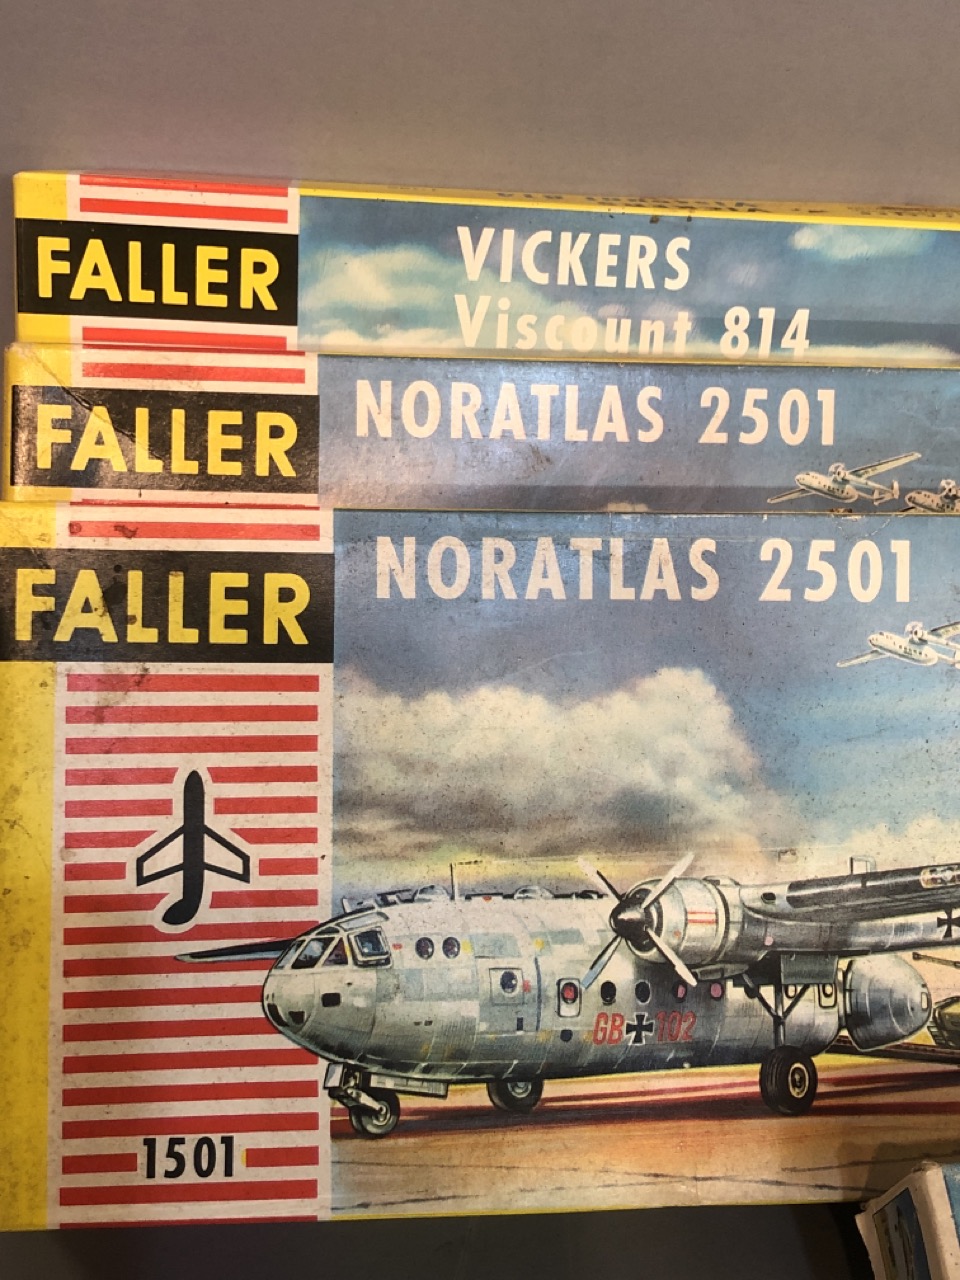 FALLER
VICKERS
Viscount 814
FALLER
NORATLAS 2501
FALLER
NORATLAS 2501
GB 102
1501